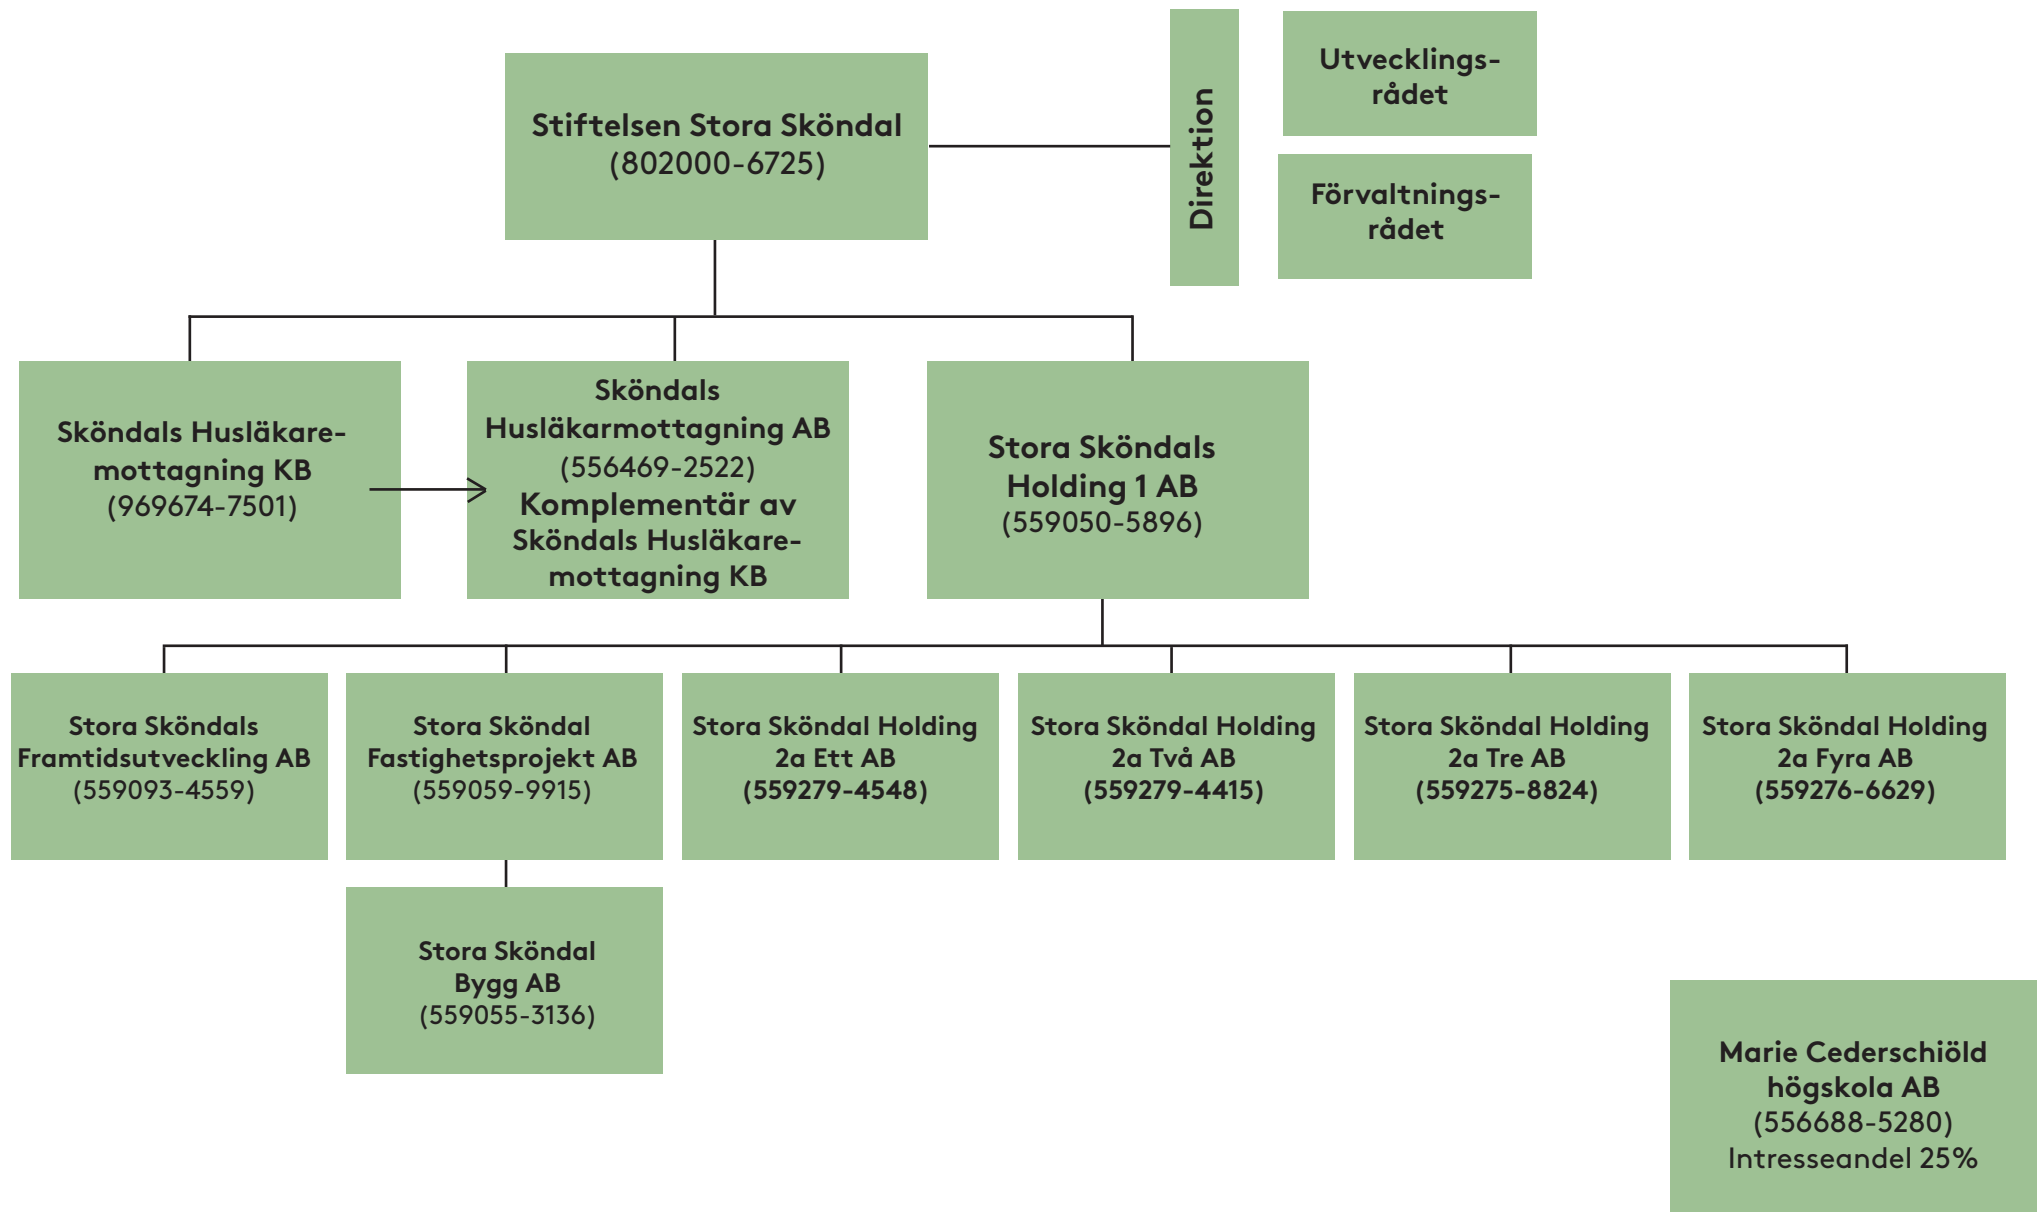 Stiftelsen Stora Sköndal
(802000-6725)
Direktion
Utvecklings-
rådet
Förvaltnings-
rådet
Sköndals Husläkare-
mottagning KB
(969674-7501)
Sköndals
Husläkarmottagning AB
(556469-2522)
Komplementär av
Sköndals Husläkare-
mottagning KB
Stora Sköndals
Holding 1 AB
(559050-5896)
Stora Sköndals
Framtidsutveckling AB
(559093-4559)
Stora Sköndal
Fastighetsprojekt AB
(559059-9915)
Stora Sköndal Holding
2a Ett AB
(559279-4548)
Stora Sköndal Holding
2a Två AB
(559279-4415)
Stora Sköndal Holding
2a Tre AB
(559275-8824)
Stora Sköndal Holding
2a Fyra AB
(559276-6629)
Stora Sköndal
Bygg AB
(559055-3136)
Marie Cederschiöld
högskola AB
(556688-5280)
Intresseandel 25%